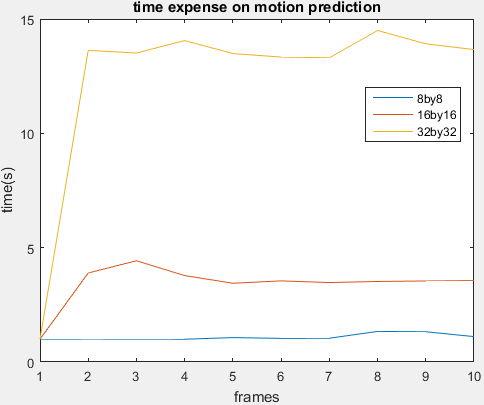 time expense on motion prediction
15
10
5
0
time(s)
8by8
16by16
32by32
1 2 3 4 5 6 7 8 9 10
frames